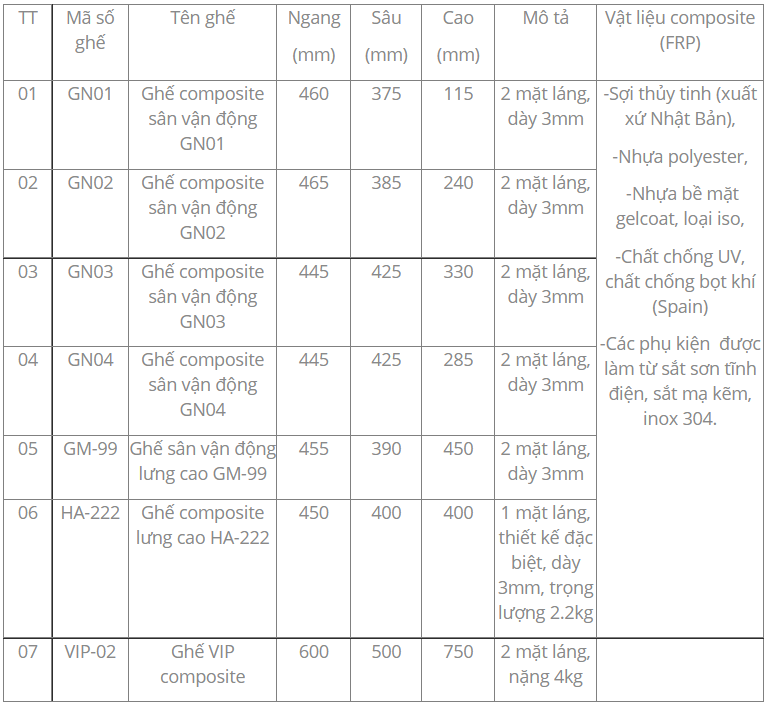 TT
Mã số
ghế
Tên ghế
Ngang
(mm)
Sâu
(mm)
Cao
(mm)
Mô tả
Vật liệu composite
(FRP)
01
GN01
Ghế composite
sân vận động
GN01
460
375
115
2 mặt láng,
dày 3mm
-Sợi thủy tinh (xuất
xứ Nhật Bản),
-Nhựa polyester,
-Nhựa bề mặt
gelcoat, loại iso,
-Chất chống UV,
chất chống bọt khí
(Spain)
-Các phụ kiện  được
làm từ sắt sơn tĩnh
điện, sắt mạ kẽm,
inox 304.
02
GN02
Ghế composite
sân vận động
GN02
465
385
240
2 mặt láng,
dày 3mm
03
GN03
Ghế composite
sân vận động
GN03
445
425
330
2 mặt láng,
dày 3mm
04
GN04
Ghế composite
sân vận động
GN04
445
425
285
2 mặt láng,
dày 3mm
05
GM-99
Ghế sân vận động
lưng cao GM-99
455
390
450
2 mặt láng,
dày 3mm
06
HA-222
Ghế composite
lưng cao HA-222
450
400
400
1 mặt láng,
thiết kế đặc
biệt, dày
3mm, trọng
lượng 2.2kg
07
VIP-02
Ghế VIP
composite
600
500
750
2 mặt láng,
nặng 4kg